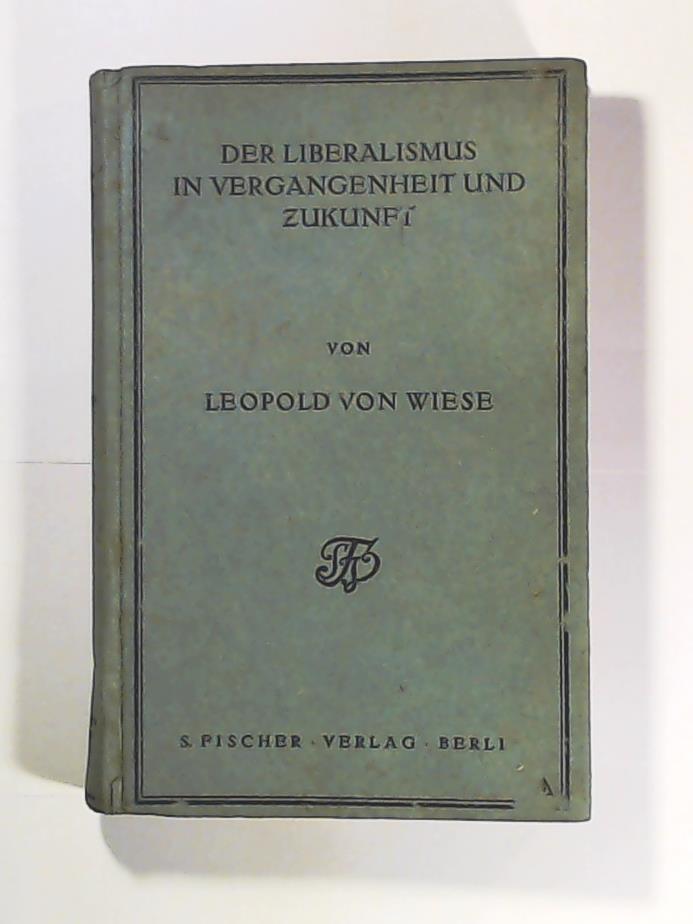 DER LIBERALISMUS
IN VERGANGENHEIT UND
ZUKUNFT
VON
LEOPOLD VON WIESE
S. FISCHER · VERLAG · BERLI